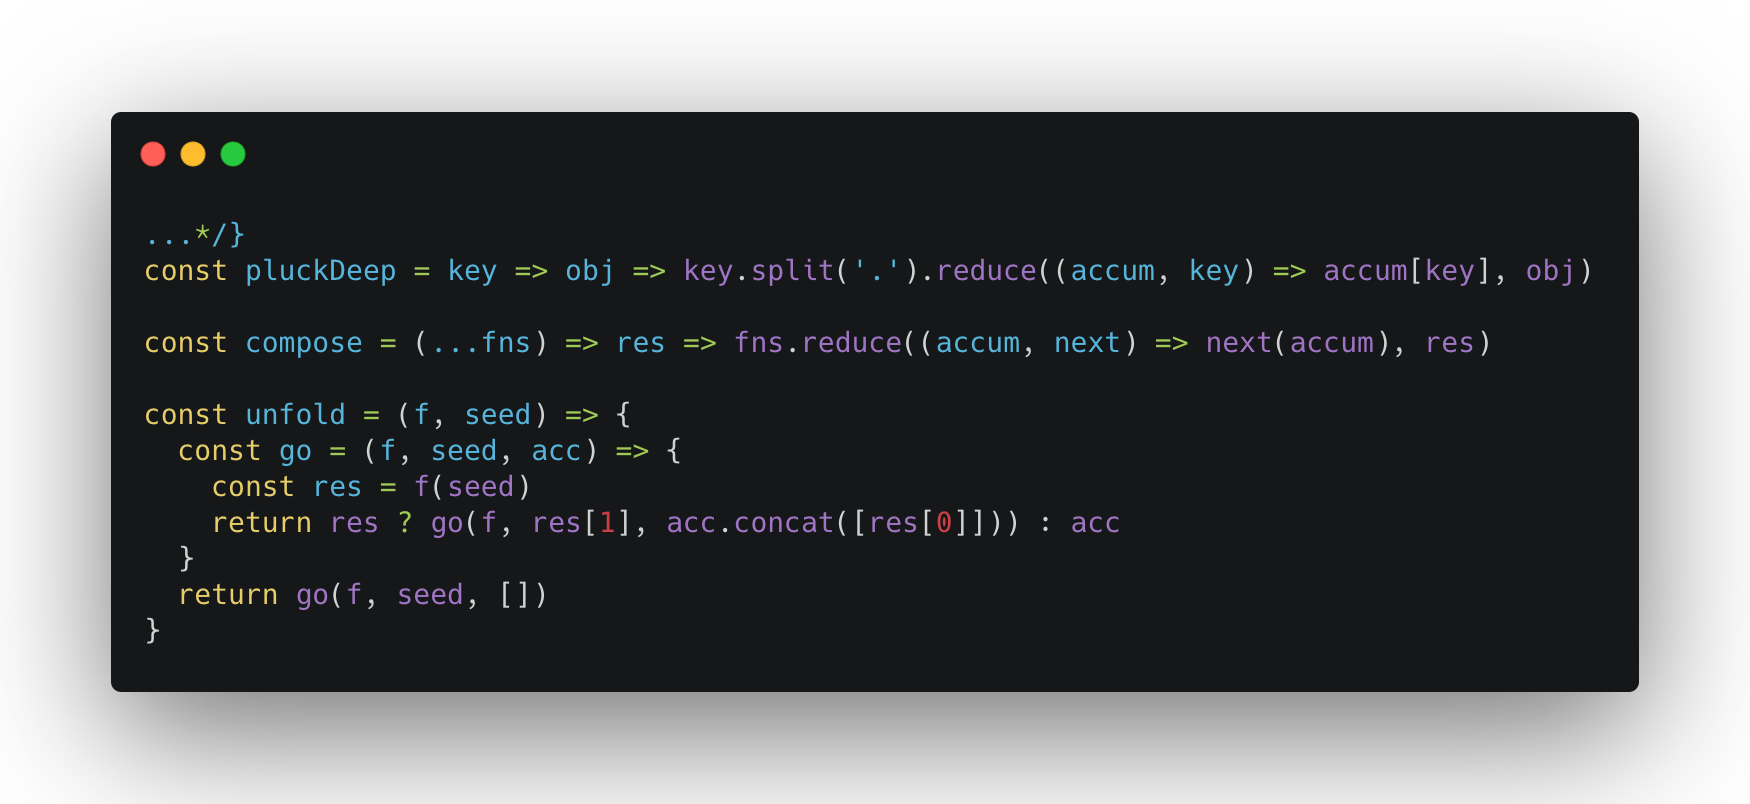 ...*/}
const pluckDeep = key => obj => key.split('.').reduce((accum, key) => accum[key], obj)
const compose = (...fns) => res => fns.reduce((accum, next) => next(accum), res)
const unfold = (f, seed) => {
  const go = (f, seed, acc) => {
    const res = f(seed)
    return res ? go(f, res[1], acc.concat([res[0]])) : acc
  }
  return go(f, seed, [])
}